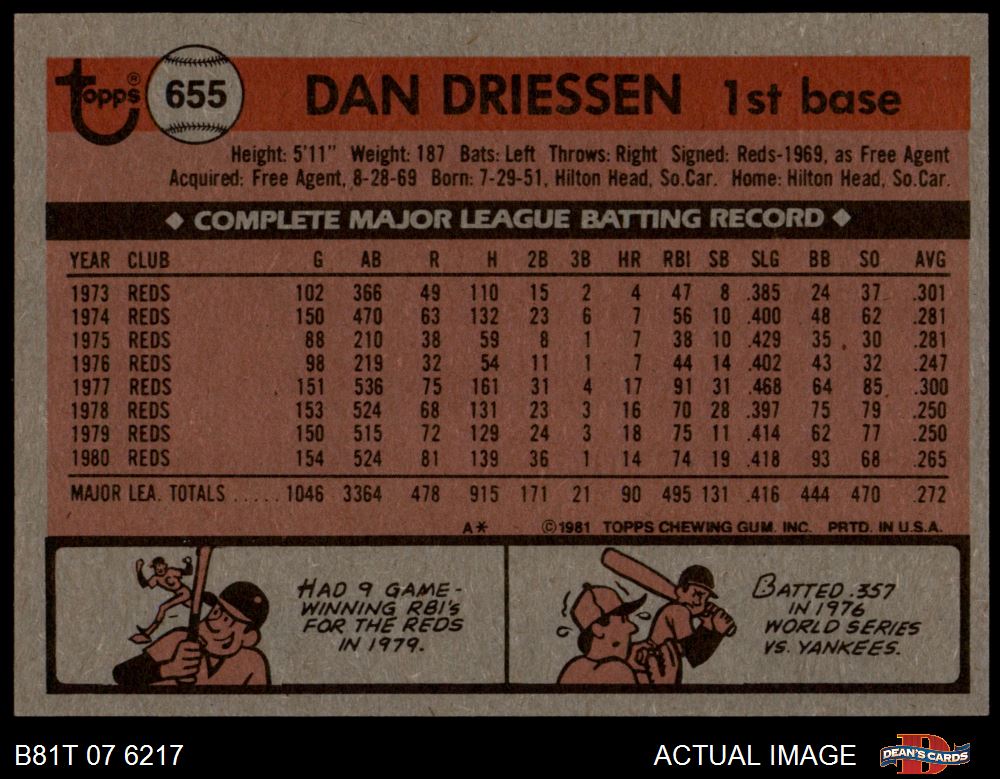 topps® 655 DAN DRIESSEN 1st base
Height: 5'11" Weight: 187 Bats: Left Throws: Right Signed: Reds-1969, as Free Agent
Acquired: Free Agent, 8-28-69 Born: 7-29-51, Hilton Head, So.Car. Home: Hilton Head, So.Car.
◆ COMPLETE MAJOR LEAGUE BATTING RECORD ◆
YEAR CLUB G AB R H 2B 3B HR RBI SB SLG BB SO AVG
1973 REDS 102 366 49 110 15 2 4 47 8 .385 24 37 .301
1974 REDS 150 470 63 132 23 6 7 56 10 .400 48 62 .281
1975 REDS 88 210 38 59 8 1 7 38 10 .429 35 30 .281
1976 REDS 98 219 32 54 11 1 7 44 14 .402 43 32 .247
1977 REDS 151 536 75 161 31 4 17 91 31 .468 64 85 .300
1978 REDS 153 524 68 131 23 3 16 70 28 .397 75 79 .250
1979 REDS 150 515 72 129 24 3 18 75 11 .414 62 77 .250
1980 REDS 154 524 81 139 36 1 14 74 19 .418 93 68 .265
MAJOR LEA. TOTALS ..... 1046 3364 478 915 171 21 90 495 131 .416 444 470 .272
A* ©1981 TOPPS CHEWING GUM. INC. PRTD. IN U.S.A.
HAD 9 GAME-
WINNING RBI'S
FOR THE REDS
IN 1979.
BATTED .357
IN 1976
WORLD SERIES
VS. YANKEES.
B81T 07 6217 ACTUAL IMAGE DEAN'S CARDS